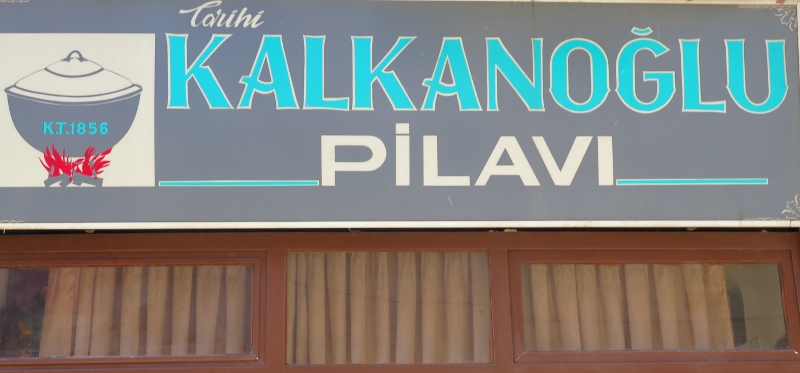 Tarihi
KALKANOĞLU
K.T.1856
PİLAVI